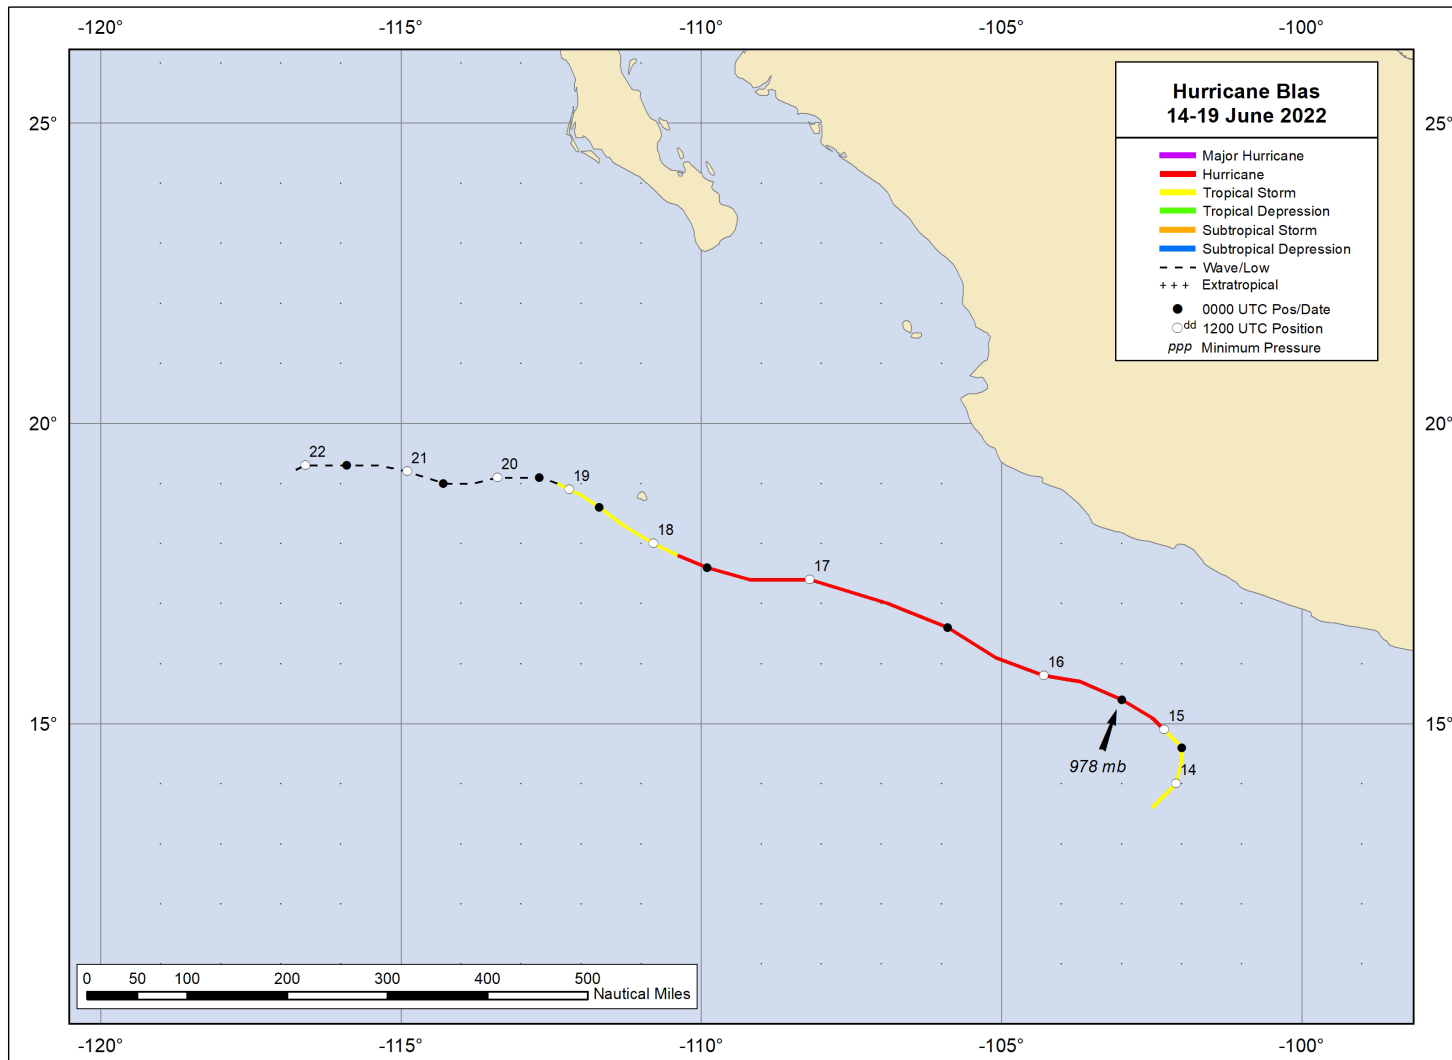 -120° -115° -110° -105° -100°
Hurricane Blas
14-19 June 2022
25° 25°
Major Hurricane
Hurricane
Tropical Storm
Tropical Depression
Subtropical Storm
Subtropical Depression
Wave/Low
+++ Extratropical
0000 UTC Pos/Date
dd 1200 UTC Position
ppp Minimum Pressure
20° 20°
22 21 20 19
18
17
16
15° 15 15°
978 mb 14
0 50 100 200 300 400 500
Nautical Miles
-120° -115° -110° -105° -100°